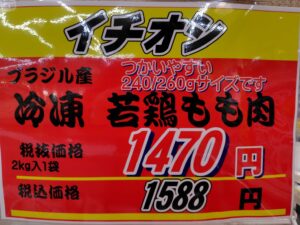 イチオシ
ブラジル産
つかいやすい
240/260gサイズです
冷凍 若鶏もも肉
税抜価格
2kg入1袋
1470円
税込価格
1588円